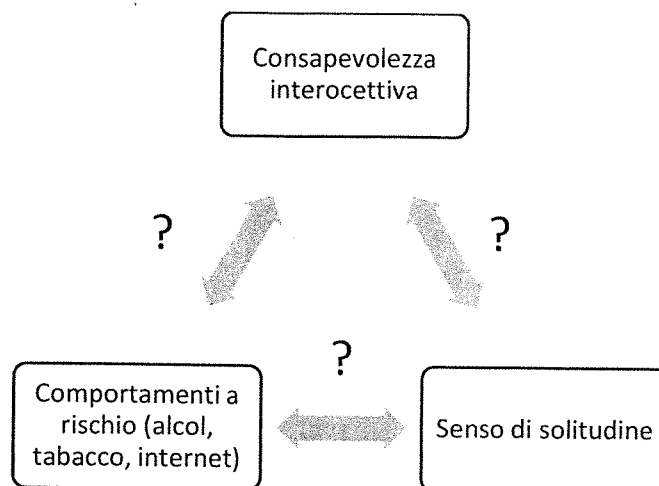 Consapevolezza
interocettiva
?
?
?
Comportamenti a
rischio (alcol,
tabacco, internet)
Senso di solitudine